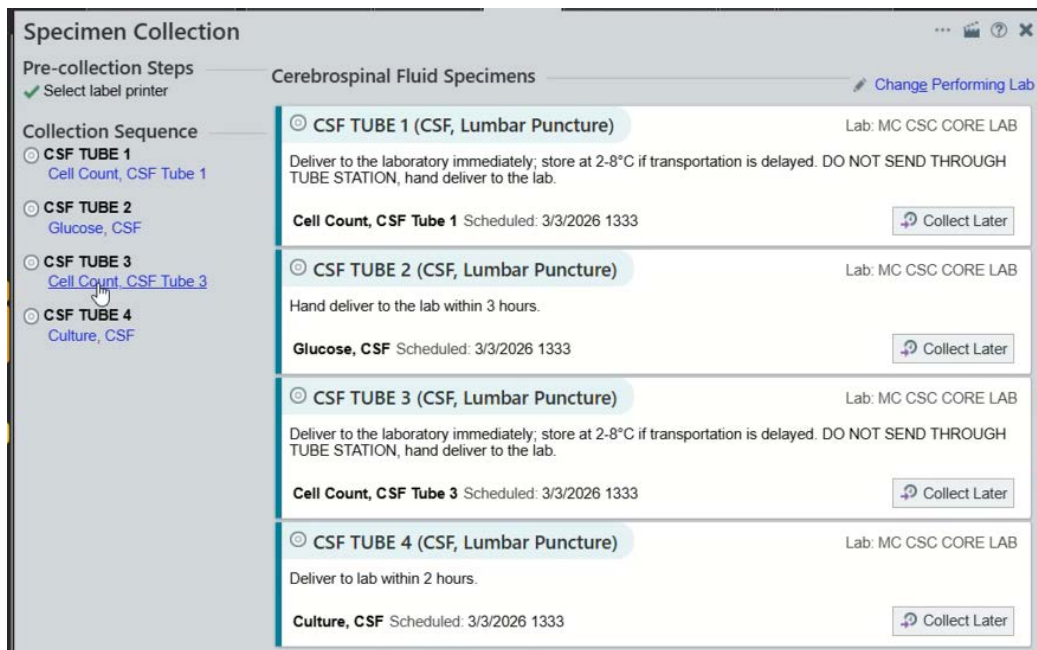 Specimen Collection
Pre-collection Steps
Select label printer
Collection Sequence
CSF TUBE 1
Cell Count, CSF Tube 1
CSF TUBE 2
Glucose, CSF
CSF TUBE 3
Cell Count, CSF Tube 3
CSF TUBE 4
Culture, CSF
Cerebrospinal Fluid Specimens
Change Performing Lab
CSF TUBE 1 (CSF, Lumbar Puncture)
Lab: MC CSC CORE LAB
Deliver to the laboratory immediately; store at 2-8°C if transportation is delayed. DO NOT SEND THROUGH
TUBE STATION, hand deliver to the lab.
Cell Count, CSF Tube 1 Scheduled: 3/3/2026 1333
Collect Later
CSF TUBE 2 (CSF, Lumbar Puncture)
Lab: MC CSC CORE LAB
Hand deliver to the lab within 3 hours.
Glucose, CSF Scheduled: 3/3/2026 1333
Collect Later
CSF TUBE 3 (CSF, Lumbar Puncture)
Lab: MC CSC CORE LAB
Deliver to the laboratory immediately; store at 2-8°C if transportation is delayed. DO NOT SEND THROUGH
TUBE STATION, hand deliver to the lab.
Cell Count, CSF Tube 3 Scheduled: 3/3/2026 1333
Collect Later
CSF TUBE 4 (CSF, Lumbar Puncture)
Lab: MC CSC CORE LAB
Deliver to lab within 2 hours.
Culture, CSF Scheduled: 3/3/2026 1333
Collect Later